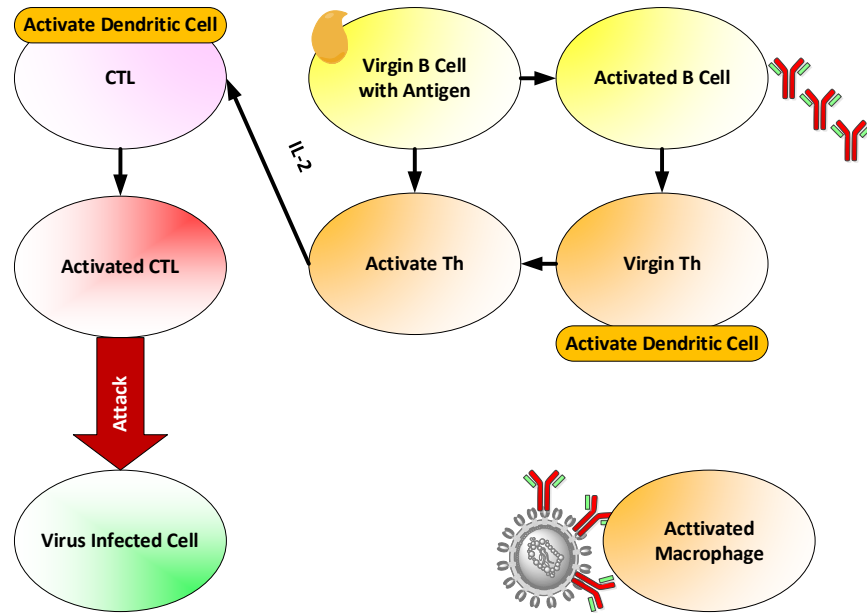 Activate Dendritic Cell
CTL
Virgin B Cell
with Antigen
Activated B Cell
IL-2
Activated CTL
Activate Th
Virgin Th
Activate Dendritic Cell
Attack
Virus Infected Cell
Acttivated
Macrophage